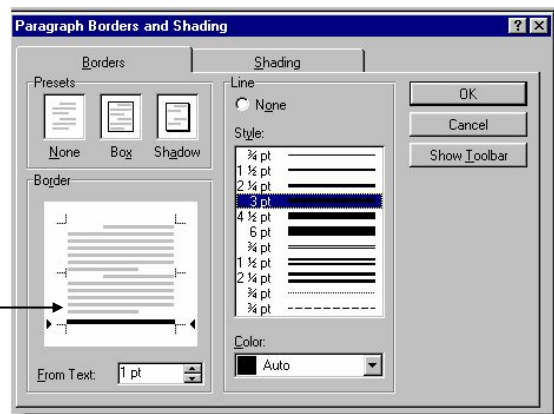 Paragraph Borders and Shading
Borders
Shading
Presets
None
Box
Shadow
Border
From Text:
1 pt
Line
None
Style:
¾ pt
1 ½ pt
2 ¼ pt
3 pt
4 ½ pt
6 pt
¾ pt
1 ½ pt
2 ¼ pt
¾ pt
¾ pt
Color:
Auto
OK
Cancel
Show Toolbar